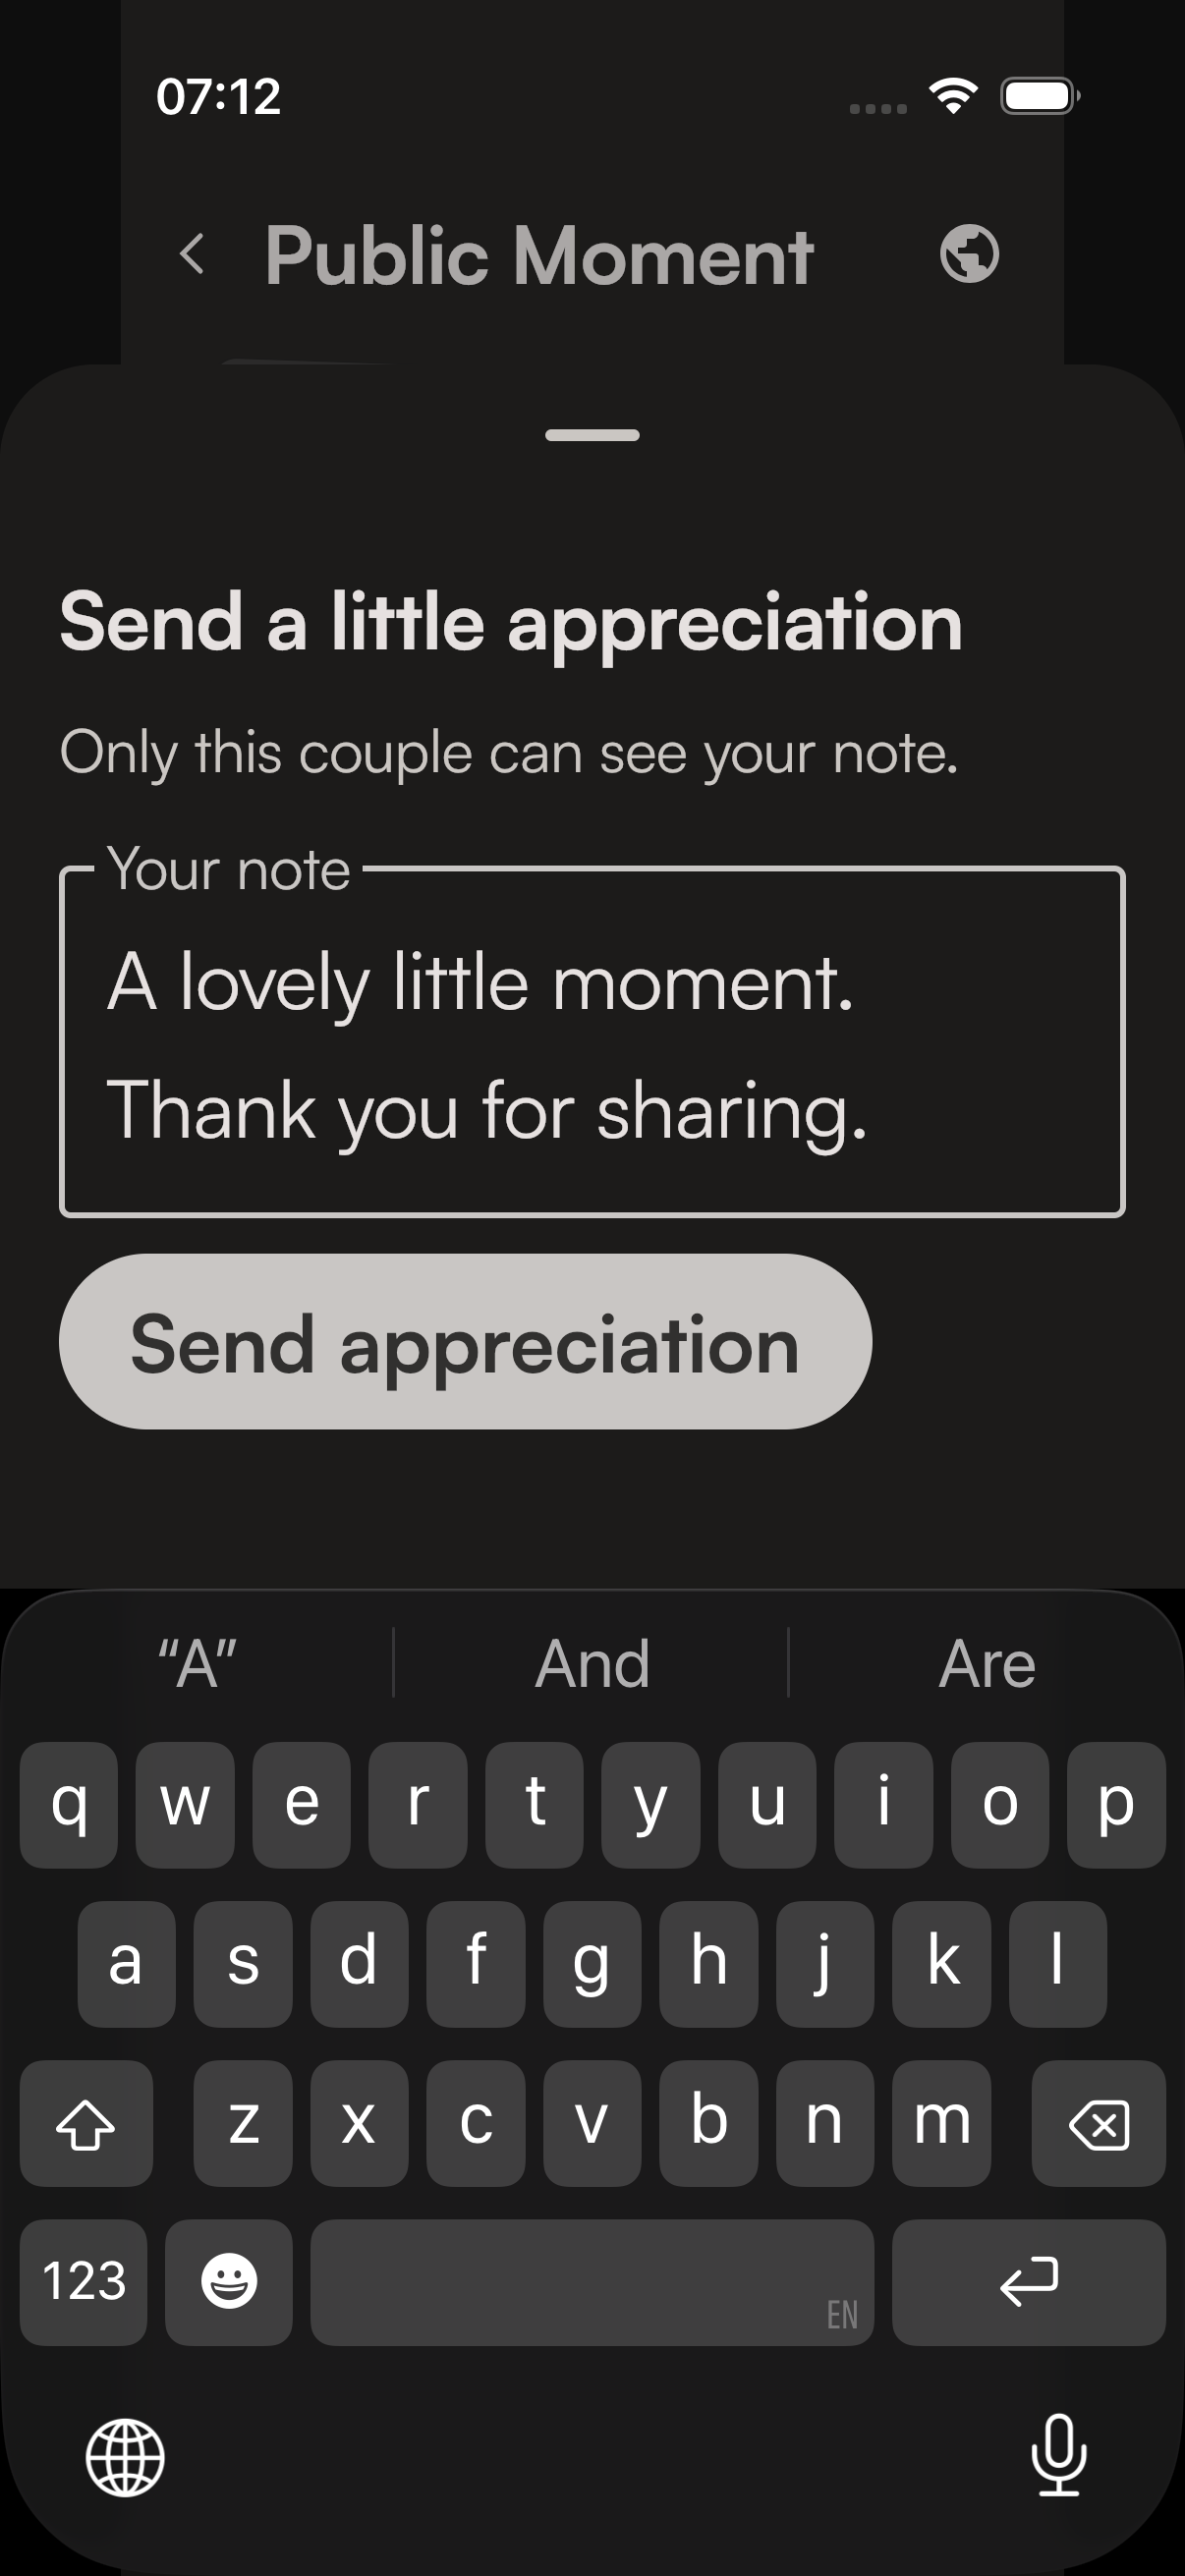 07:12
Public Moment
Send a little appreciation
Only this couple can see your note.
Your note
A lovely little moment.
Thank you for sharing.
Send appreciation
“A” And Are
q w e r t y u i o p
a s d f g h j k l
z x c v b n m
123
EN